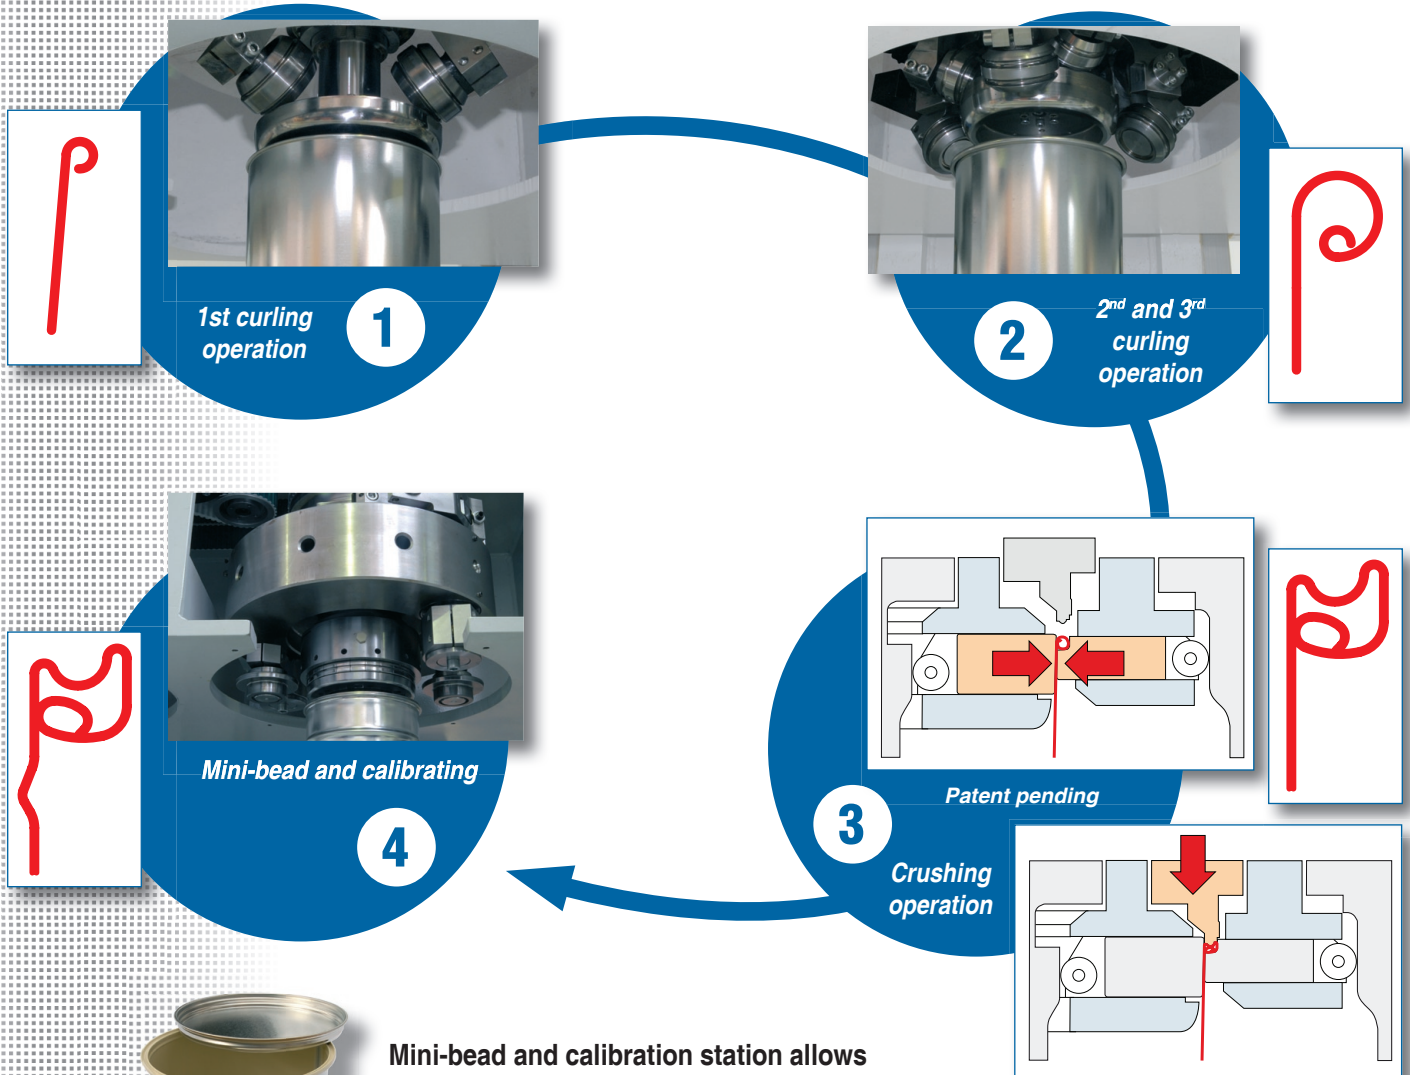 1st curling
operation
1
2
2nd and 3rd
curling
operation
Patent pending
3
Crushing
operation
Mini-bead and calibrating
4
Mini-bead and calibration station allows